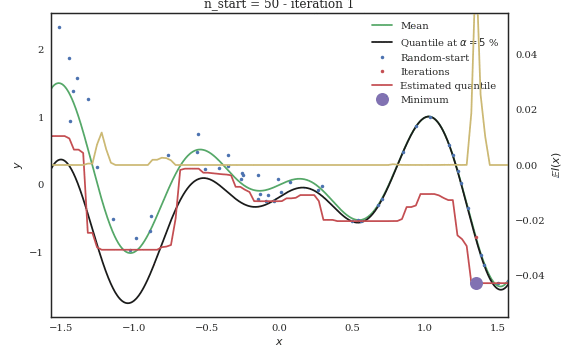 n_start = 50 - iteration 1
Mean
Quantile at α = 5 %
Random-start
Iterations
Estimated quantile
Minimum
2
1
0
−1
y
0.04
0.02
0.00
−0.02
−0.04
𝔼I(x)
−1.5 −1.0 −0.5 0.0 0.5 1.0 1.5
x